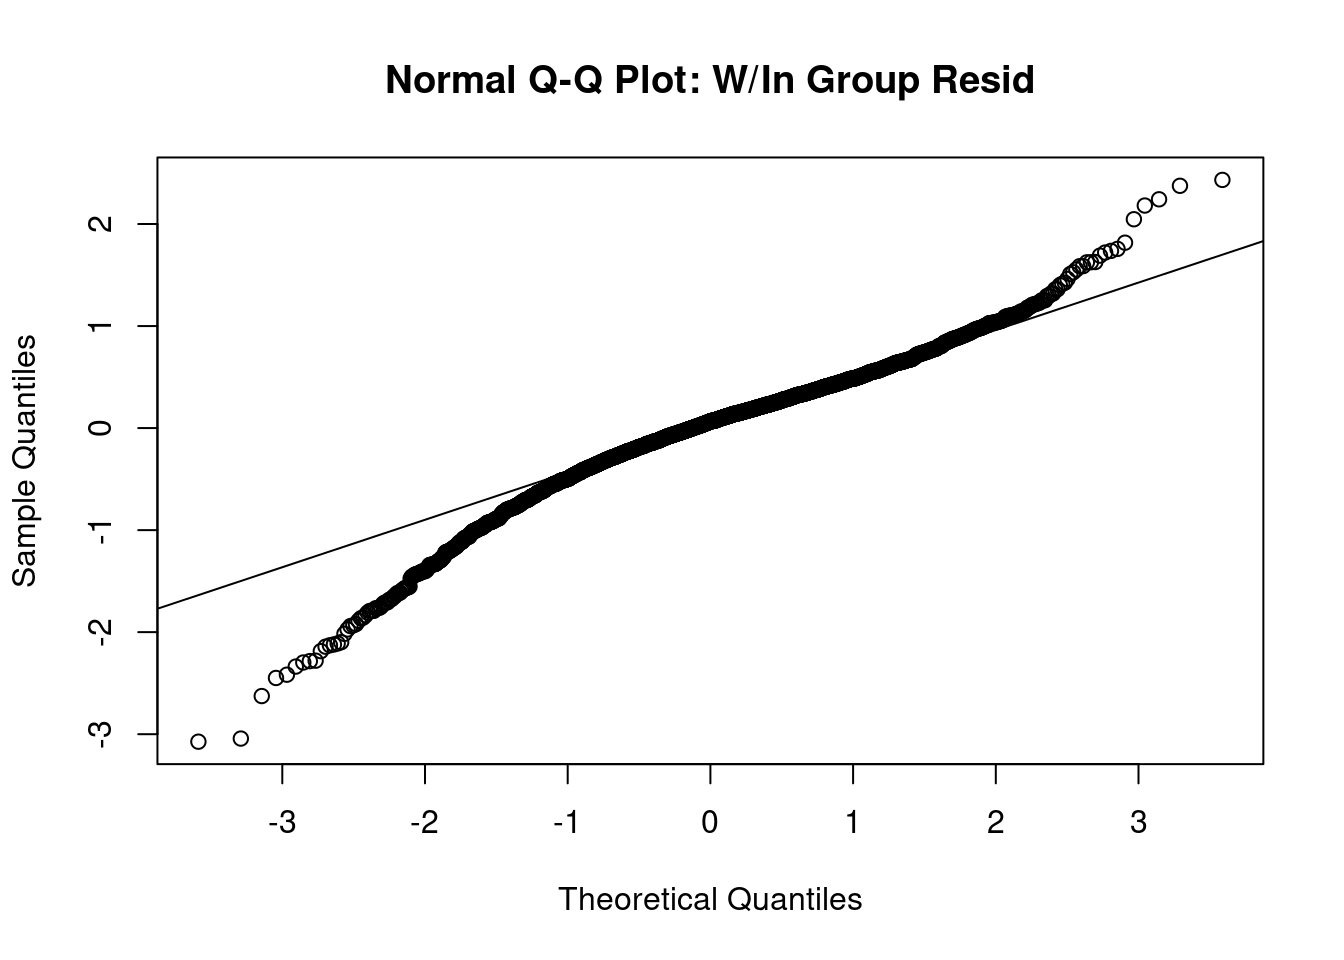 Normal Q-Q Plot: W/In Group Resid
Sample Quantiles
2
1
0
-1
-2
-3
-3 -2 -1 0 1 2 3
Theoretical Quantiles